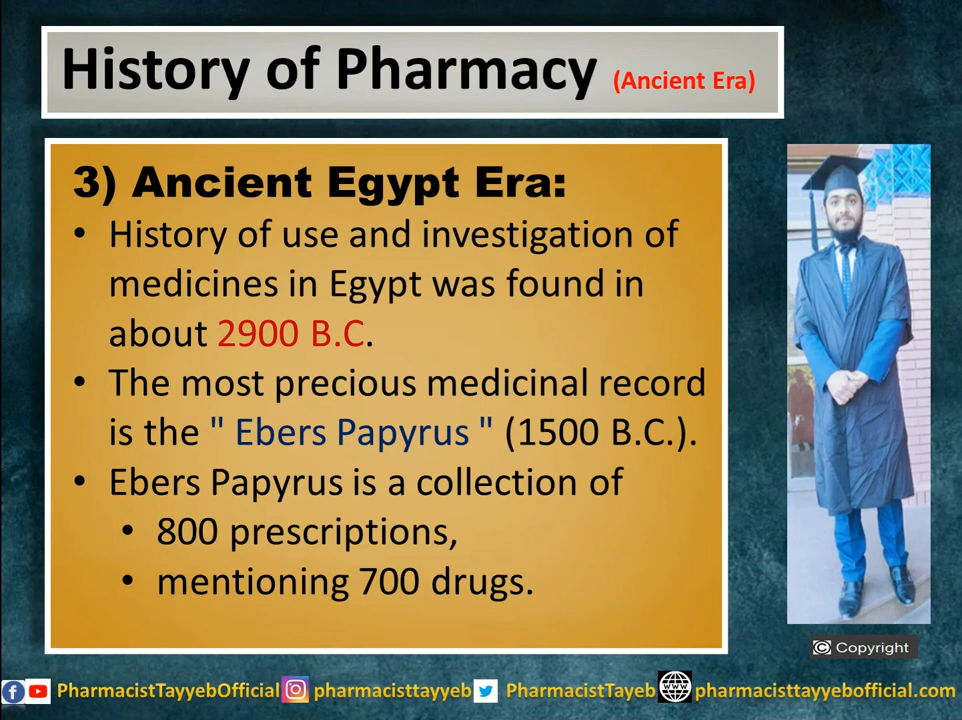 History of Pharmacy (Ancient Era)
3) Ancient Egypt Era:
• History of use and investigation of
medicines in Egypt was found in
about 2900 B.C.
• The most precious medicinal record
is the " Ebers Papyrus " (1500 B.C.).
• Ebers Papyrus is a collection of
• 800 prescriptions,
• mentioning 700 drugs.
© Copyright
PharmacistTayyebOfficial pharmacisttayyeb PharmacistTayeb WWW pharmacisttayyebofficial.com